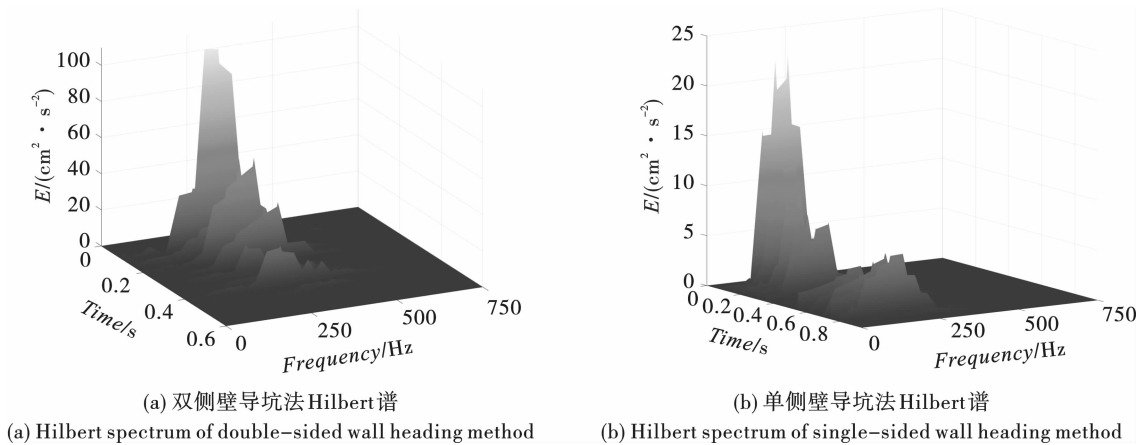 100
80
60
40
20
0
E/(cm²·s⁻²)
0
0.2
0.4
0.6
Time/s
0
250
500
750
Frequency/Hz
(a) 双侧壁导坑法Hilbert谱
(a) Hilbert spectrum of double-sided wall heading method
25
20
15
10
5
0
E/(cm²·s⁻²)
0
0.2
0.4
0.6
0.8
Time/s
0
250
500
750
Frequency/Hz
(b) 单侧壁导坑法Hilbert谱
(b) Hilbert spectrum of single-sided wall heading method